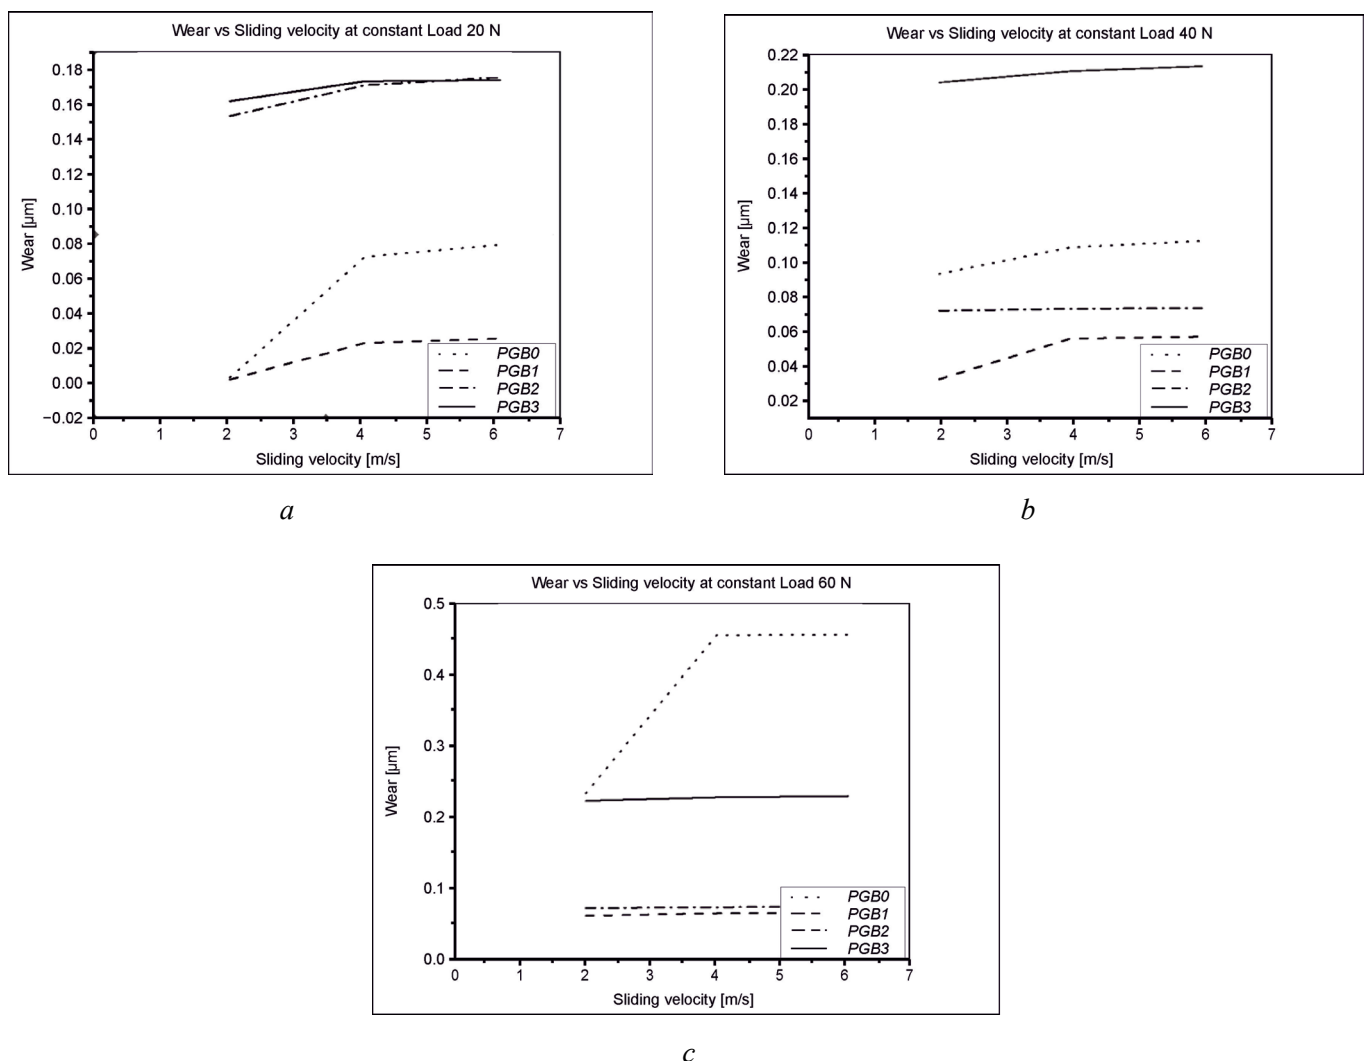 Wear vs Sliding velocity at constant Load 20 N
0.18
0.16
0.14
0.12
0.10
0.08
0.06
0.04
0.02
0.00
−0.02
Wear [µm]
PGB0
PGB1
PGB2
PGB3
0 1 2 3 4 5 6 7
Sliding velocity [m/s]
a
Wear vs Sliding velocity at constant Load 40 N
0.22
0.20
0.18
0.16
0.14
0.12
0.10
0.08
0.06
0.04
0.02
Wear [µm]
PGB0
PGB1
PGB2
PGB3
0 1 2 3 4 5 6 7
Sliding velocity [m/s]
b
Wear vs Sliding velocity at constant Load 60 N
0.5
0.4
0.3
0.2
0.1
0.0
Wear [µm]
PGB0
PGB1
PGB2
PGB3
0 1 2 3 4 5 6 7
Sliding velocity [m/s]
c